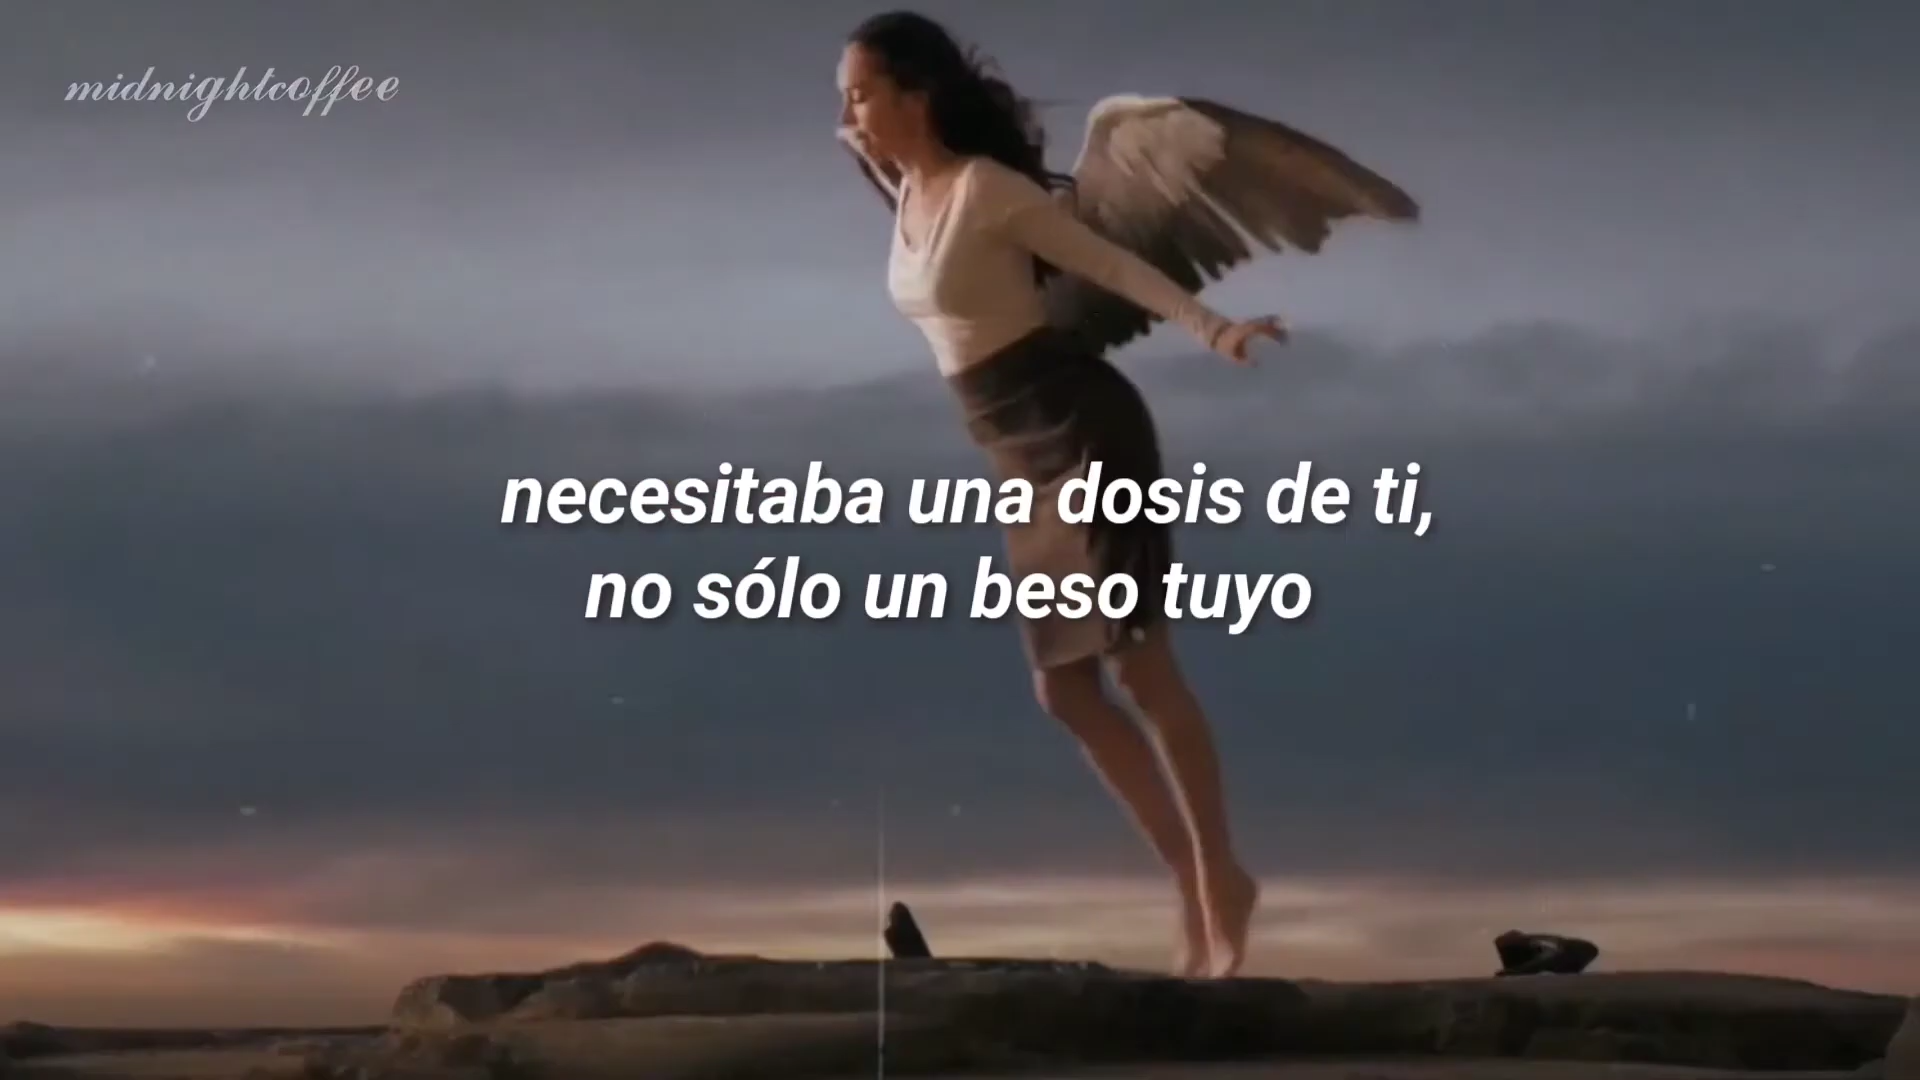 midnightcoffee
necesitaba una dosis de ti,
no sólo un beso tuyo